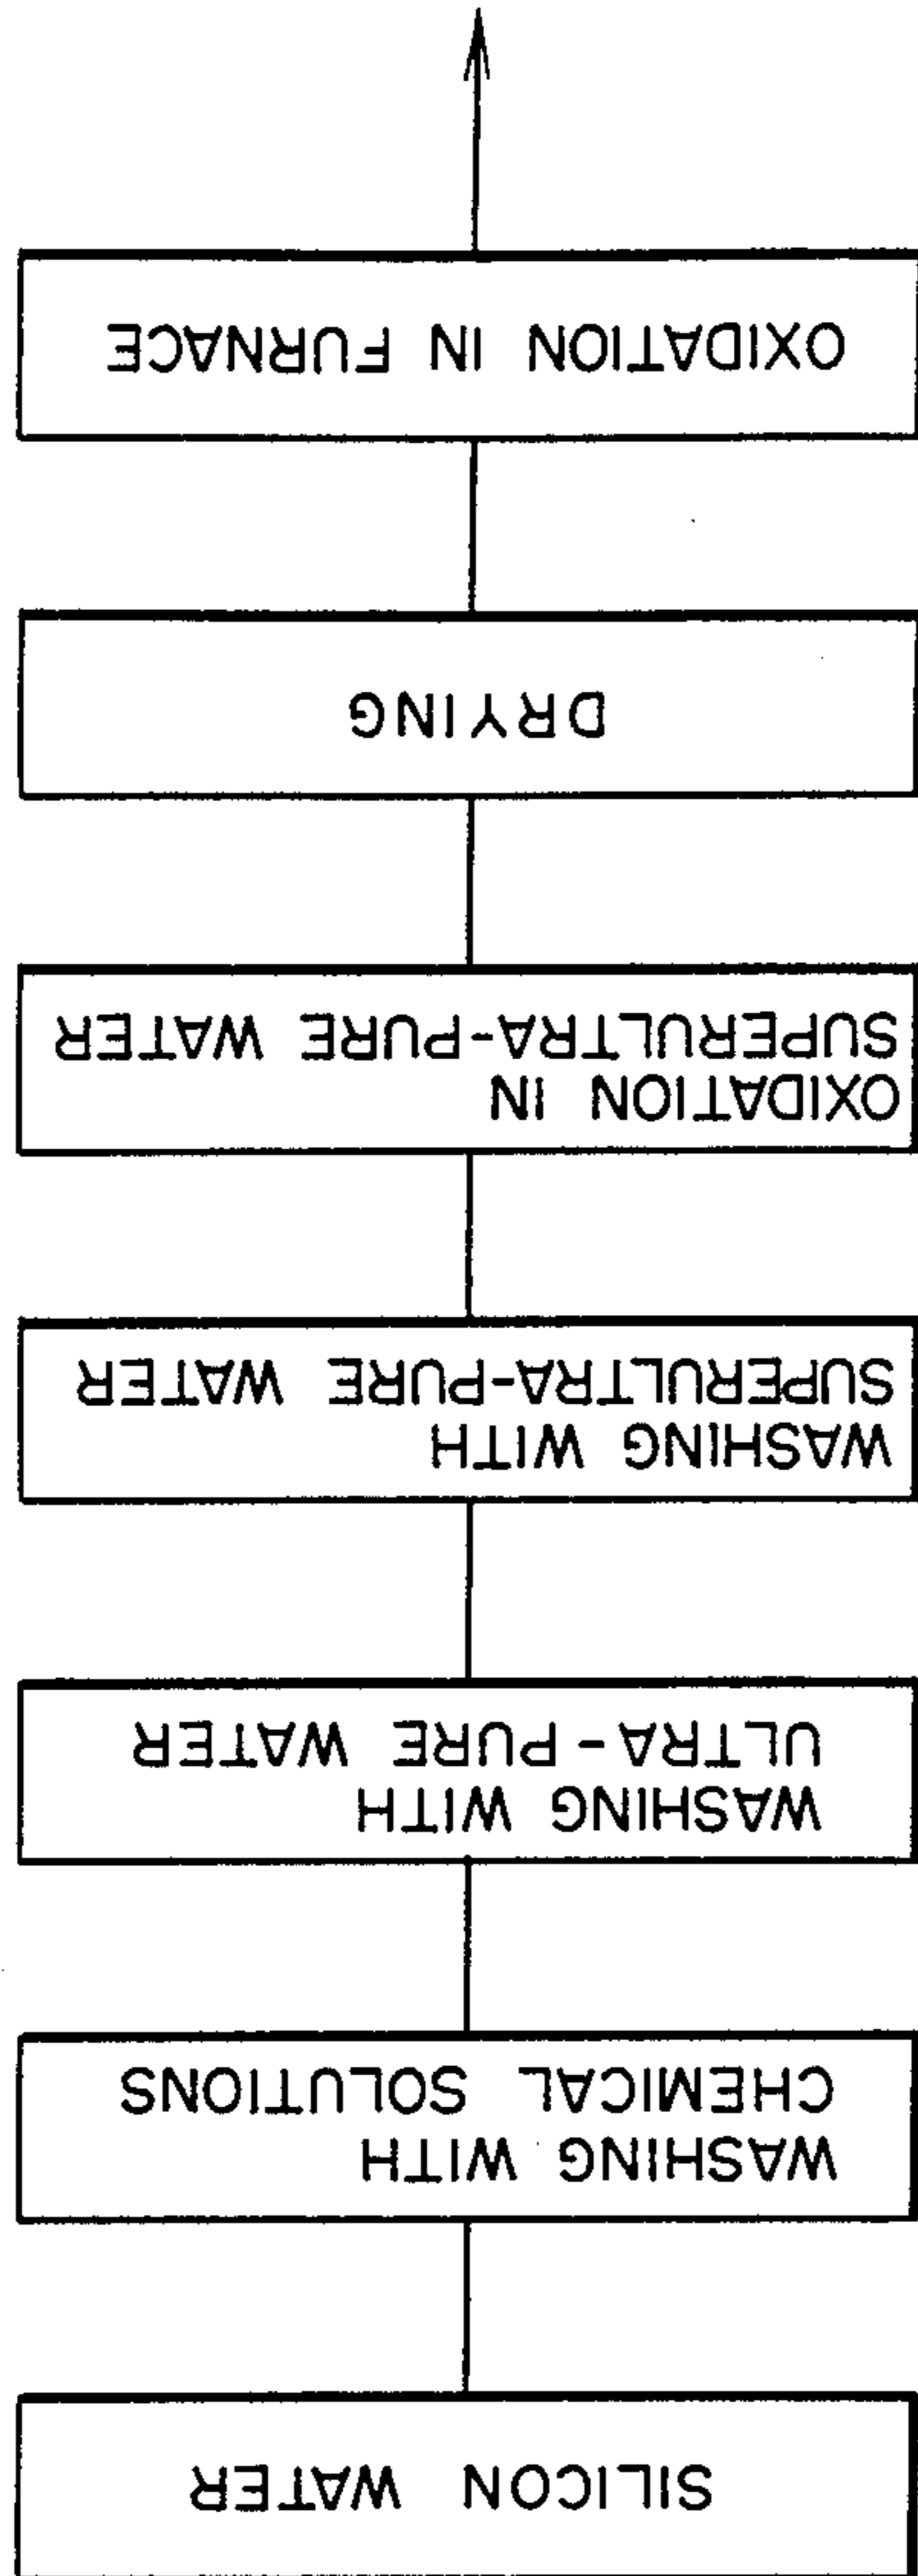 SILICON WATER
WASHING WITH
CHEMICAL SOLUTIONS
WASHING WITH
ULTRA-PURE WATER
WASHING WITH
SUPERULTRA-PURE WATER
OXIDATION IN
SUPERULTRA-PURE WATER
DRYING
OXIDATION IN FURNACE